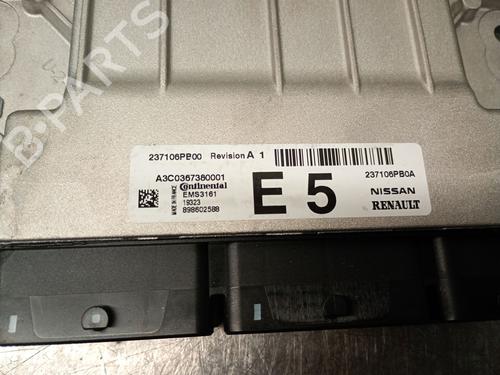 B-PARTS
237106PB00 Revision A 1
A3C0367380001 237106PB0A
MADE IN FRANCE
Continental
EMS3161
19323
898602588
E 5
NISSAN
RENAULT